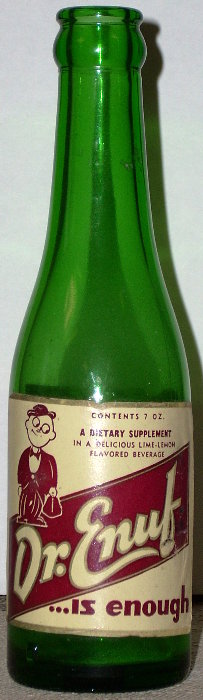 CONTENTS 7 OZ.
A DIETARY SUPPLEMENT
IN A DELICIOUS LIME-LEMON
FLAVORED BEVERAGE
Dr. Enuf
...is enough